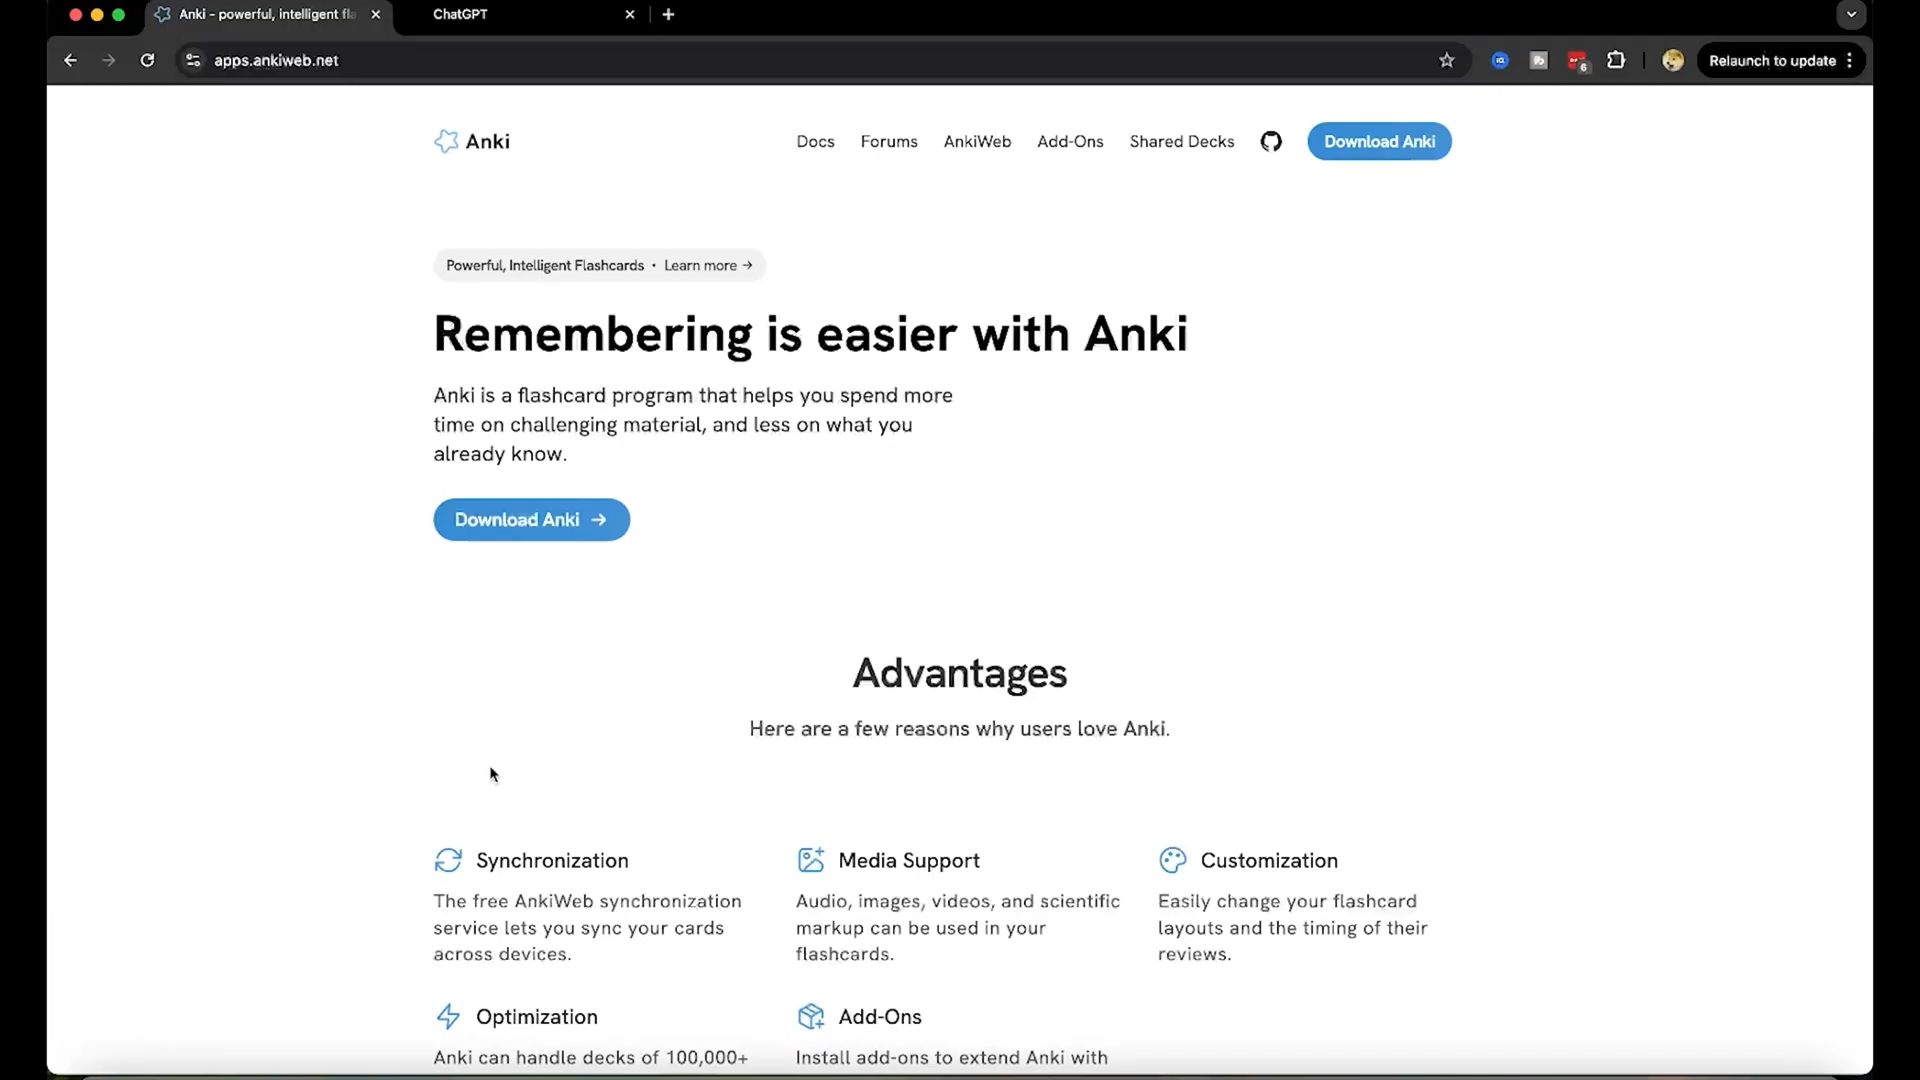 Anki - powerful, intelligent fla
ChatGPT
apps.ankiweb.net
6
Relaunch to update
Anki
Docs
Forums
AnkiWeb
Add-Ons
Shared Decks
Download Anki
Powerful, Intelligent Flashcards • Learn more →
Remembering is easier with Anki
Anki is a flashcard program that helps you spend more
time on challenging material, and less on what you
already know.
Download Anki →
Advantages
Here are a few reasons why users love Anki.
Synchronization
The free AnkiWeb synchronization
service lets you sync your cards
across devices.
Media Support
Audio, images, videos, and scientific
markup can be used in your
flashcards.
Customization
Easily change your flashcard
layouts and the timing of their
reviews.
Optimization
Anki can handle decks of 100,000+
Add-Ons
Install add-ons to extend Anki with